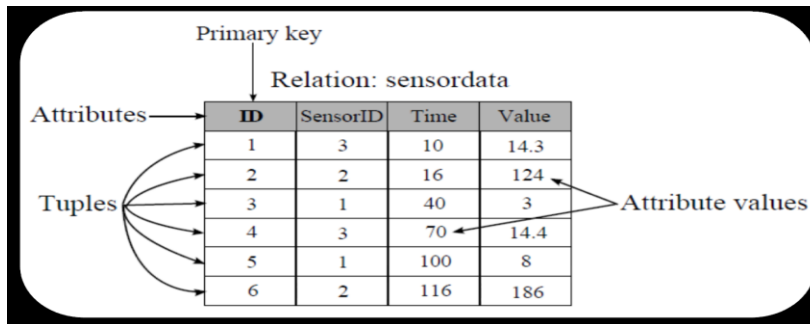 Primary key
Relation: sensordata
Attributes ID SensorID Time Value
1 3 10 14.3
2 2 16 124
Tuples 3 1 40 3 Attribute values
4 3 70 14.4
5 1 100 8
6 2 116 186